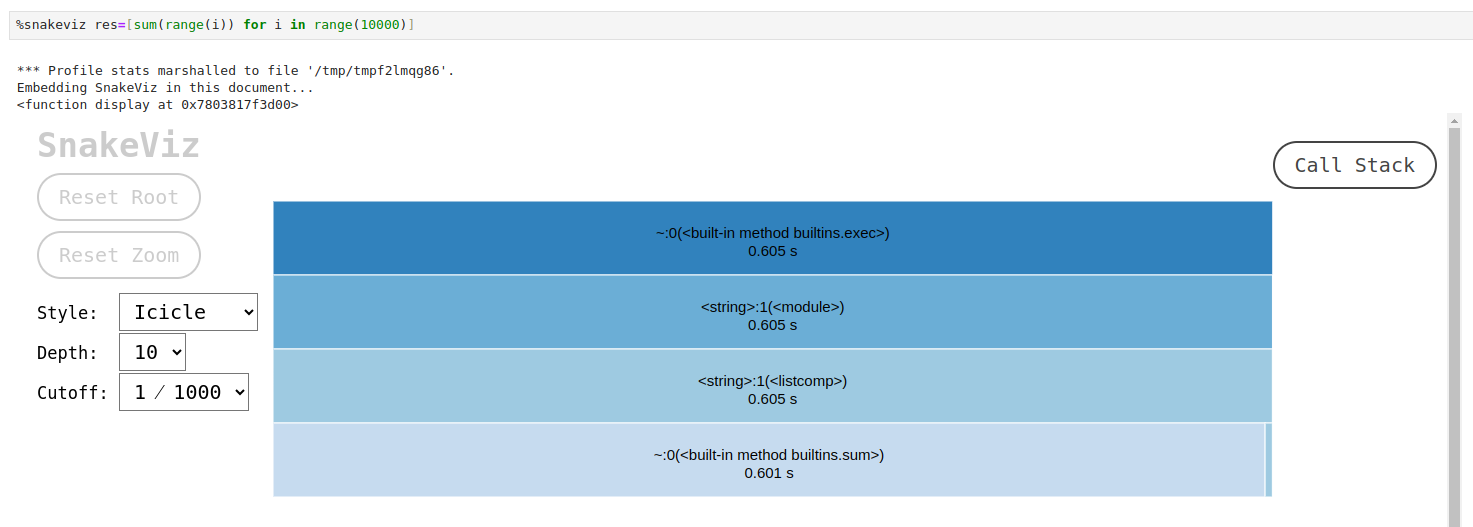 %snakeviz res=[sum(range(i)) for i in range(10000)]
*** Profile stats marshalled to file '/tmp/tmpf2lmqg86'.
Embedding SnakeViz in this document...
<function display at 0x7803817f3d00>
SnakeViz
Call Stack
Reset Root
Reset Zoom
Style: Icicle
Depth: 10
Cutoff: 1 ⁄ 1000
~:0(<built-in method builtins.exec>)
0.605 s
<string>:1(<module>)
0.605 s
<string>:1(<listcomp>)
0.605 s
~:0(<built-in method builtins.sum>)
0.601 s